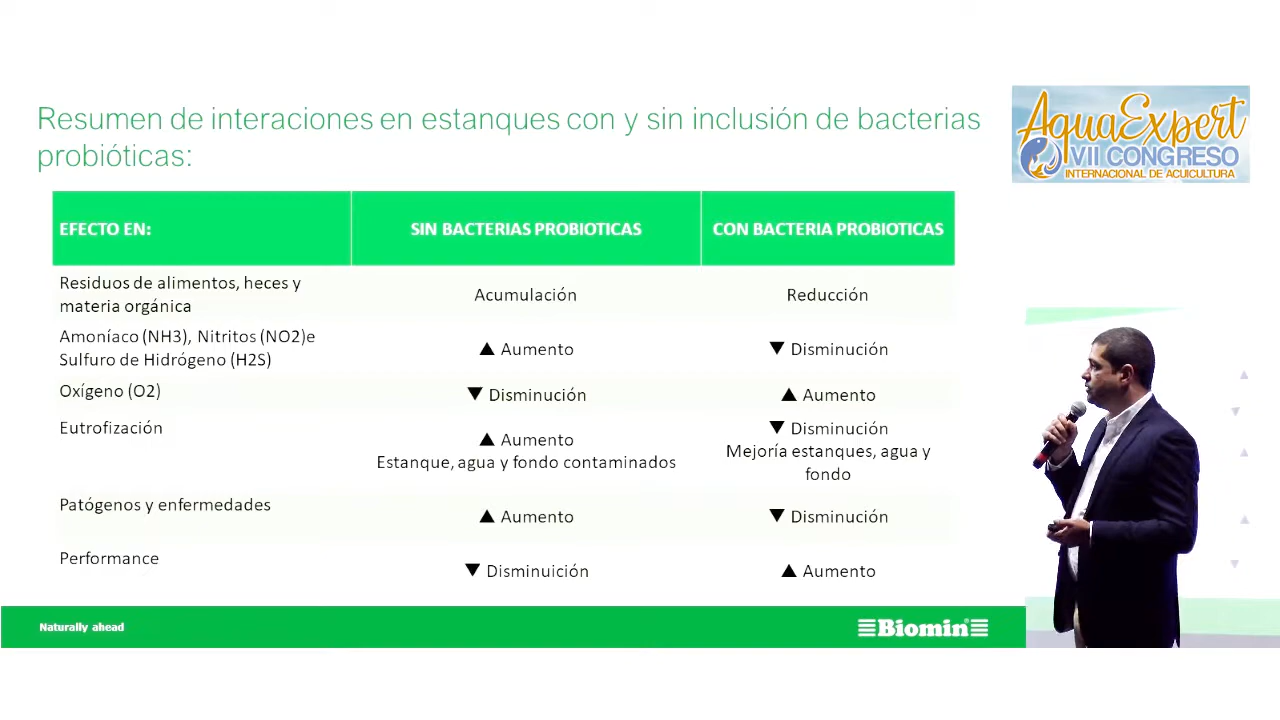 Resumen de interaciones en estanques con y sin inclusión de bacterias
probióticas:
AquaExpert
VII CONGRESO
INTERNACIONAL DE ACUICULTURA
EFECTO EN:
SIN BACTERIAS PROBIOTICAS
CON BACTERIA PROBIOTICAS
Residuos de alimentos, heces y
materia orgánica
Acumulación
Reducción
Amoníaco (NH3), Nitritos (NO2)e
Sulfuro de Hidrógeno (H2S)
▲ Aumento
▼ Disminución
Oxígeno (O2)
▼ Disminución
▲ Aumento
Eutrofización
▲ Aumento
Estanque, agua y fondo contaminados
▼ Disminución
Mejoría estanques, agua y
fondo
Patógenos y enfermedades
▲ Aumento
▼ Disminución
Performance
▼ Disminuición
▲ Aumento
Naturally ahead
Biomin®